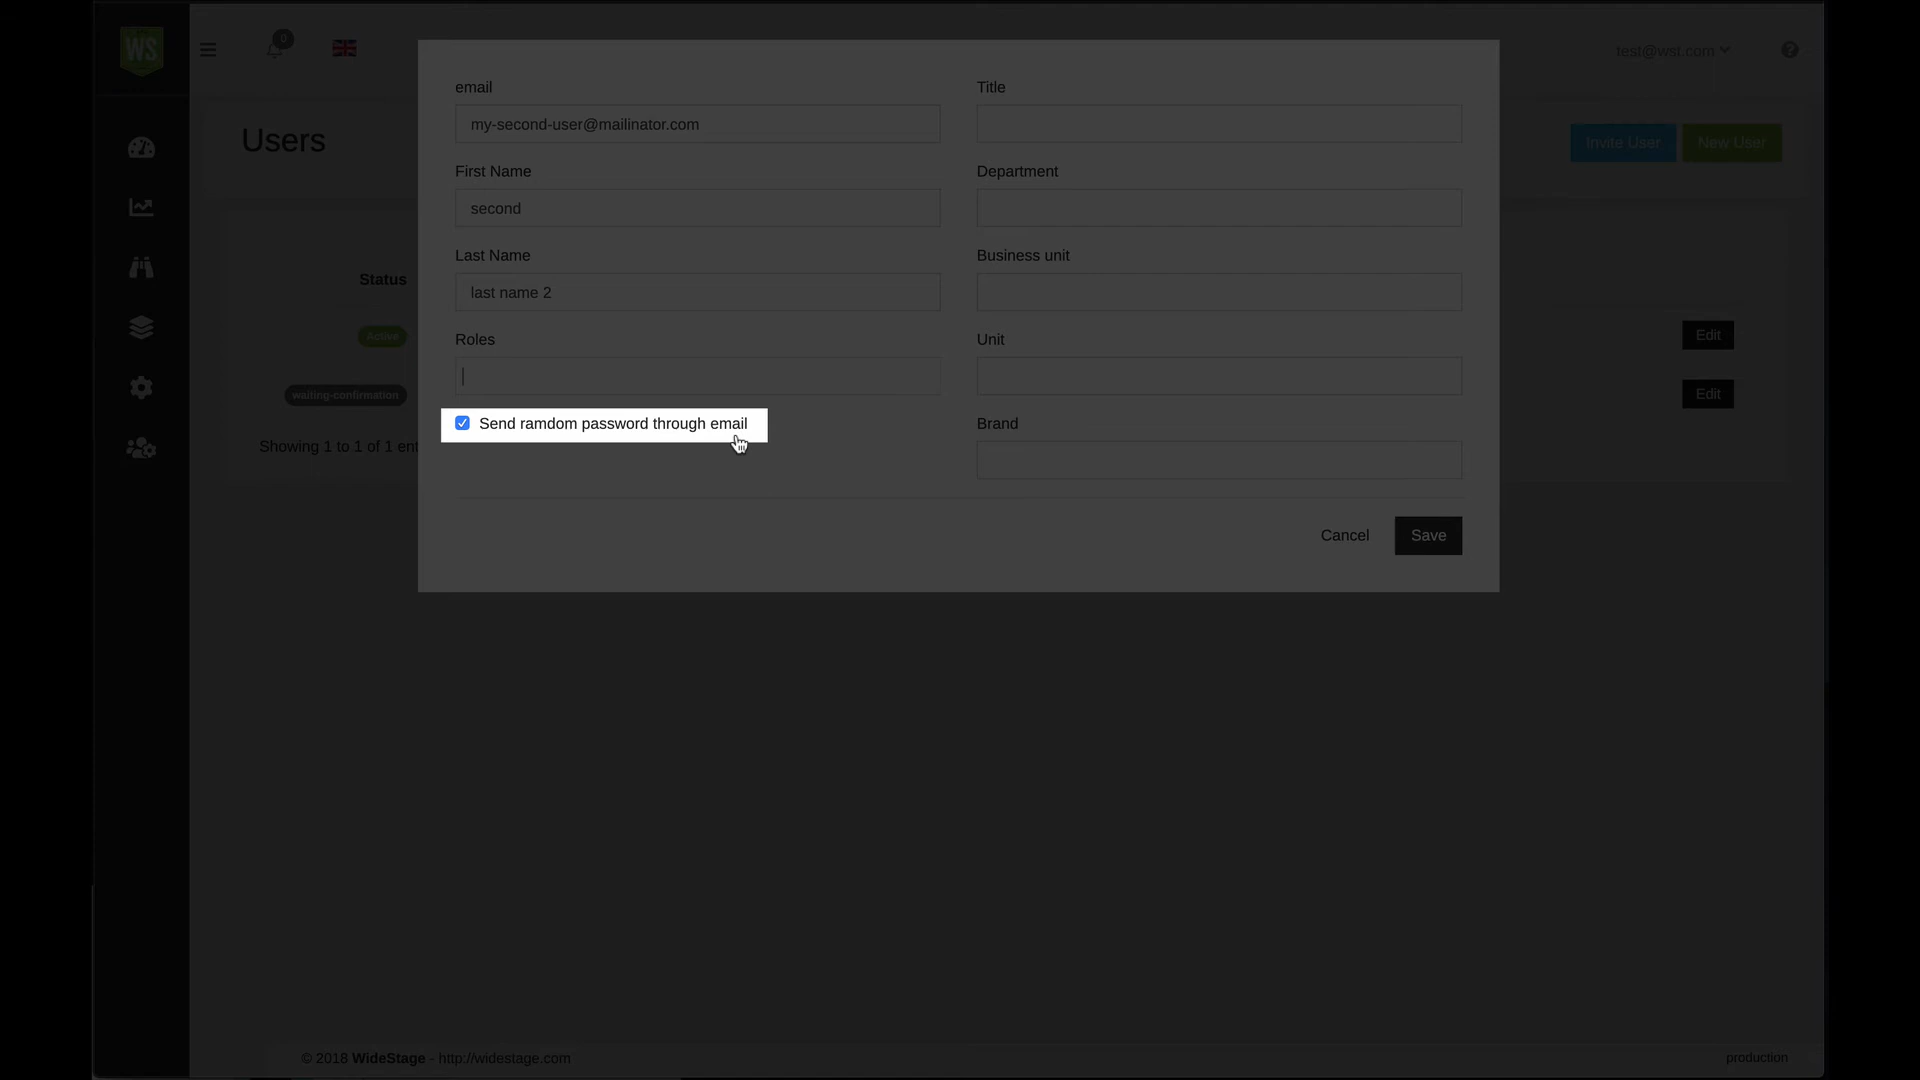 WS
0
test@wst.com
Users
Invite User
New User
email
my-second-user@mailinator.com
Title
First Name
second
Department
Last Name
last name 2
Business unit
Roles
Unit
Send ramdom password through email
Brand
Cancel
Save
Status
Active
Edit
waiting-confirmation
Edit
Showing 1 to 1 of 1 ent
© 2018 WideStage - http://widestage.com
production